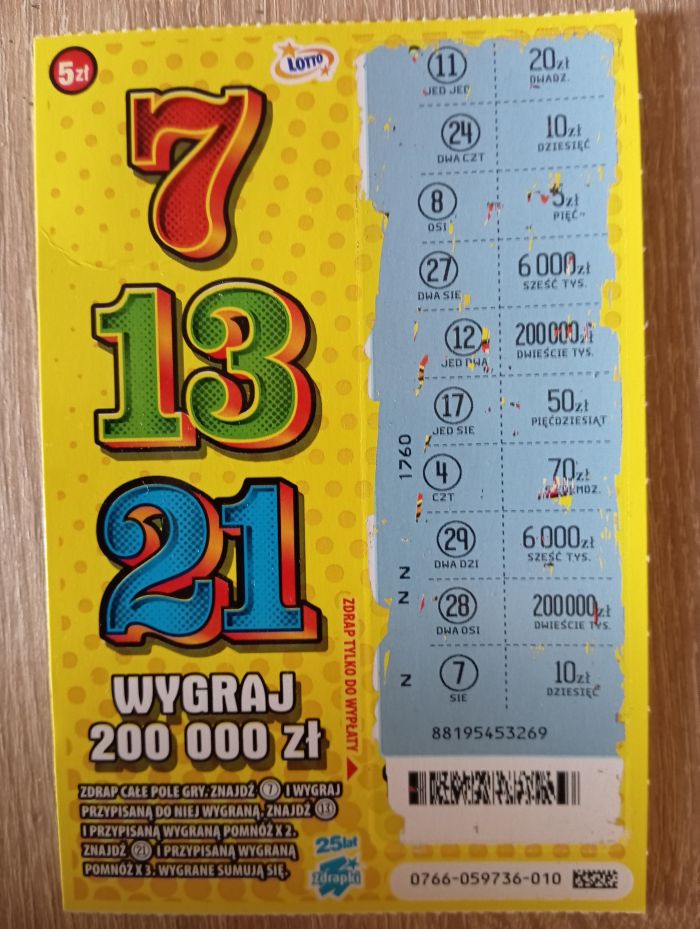 5zł
LOTTO
7
13
21
WYGRAJ
200 000 zł
ZDRAP CAŁE POLE GRY. ZNAJDŹ 7 I WYGRAJ
PRZYPISANĄ DO NIEJ WYGRANĄ. ZNAJDŹ 13
I PRZYPISANĄ WYGRANĄ POMNÓŻ X 2.
ZNAJDŹ 21 I PRZYPISANĄ WYGRANĄ
POMNÓŻ X 3. WYGRANE SUMUJĄ SIĘ.
25 lat
Zdrapki
ZDRAP TYLKO DO WYPŁATY
11 20zł
JED JED DWADZ.
24 10zł
DWA CZT DZIESIĘĆ
8 5zł
OSI PIĘĆ
27 6 000zł
DWA SIE SZEŚĆ TYS.
12 200 000zł
JED DWA DWIEŚCIE TYS.
17 50zł
JED SIE PIĘĆDZIESIĄT
4 70zł
CZT
29 6 000zł
DWA DZI SZEŚĆ TYS.
28 200 000zł
DWA OSI DWIEŚCIE TYS.
7 10zł
SIE DZIESIĘĆ
1760
N
N
N
88195453269
1
0766-059736-010